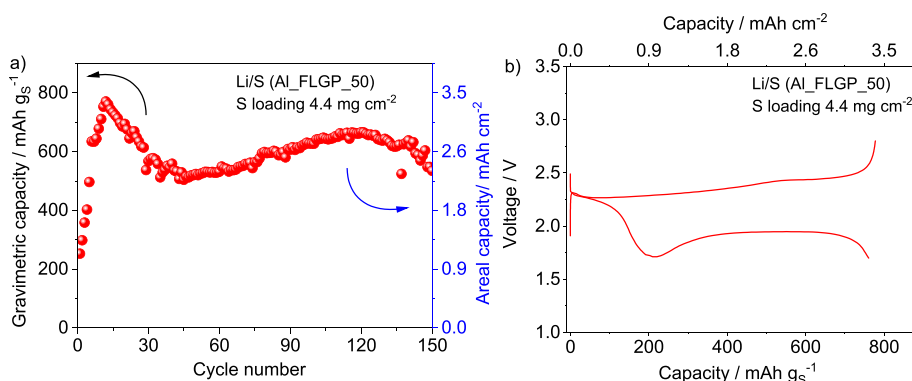 a)
Li/S (Al_FLGP_50)
S loading 4.4 mg cm⁻²
Gravimetric capacity / mAh gₛ⁻¹
800
600
400
200
0
Areal capacity/ mAh cm⁻²
3.5
2.6
1.8
0.9
0.0
0 30 60 90 120 150
Cycle number
Capacity / mAh cm⁻²
0.0 0.9 1.8 2.6 3.5
b)
Li/S (Al_FLGP_50)
S loading 4.4 mg cm⁻²
Voltage / V
3.5
3.0
2.5
2.0
1.5
1.0
0 200 400 600 800
Capacity / mAh gₛ⁻¹